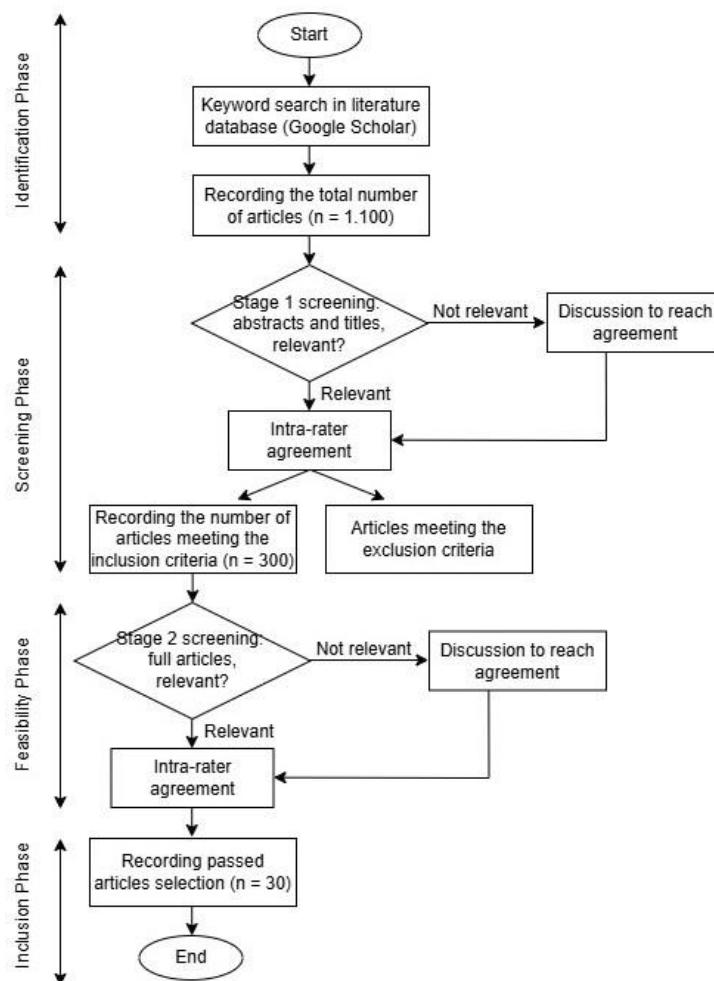 Identification Phase
Start
Keyword search in literature
database (Google Scholar)
Recording the total number
of articles (n = 1.100)
Screening Phase
Stage 1 screening:
abstracts and titles,
relevant?
Not relevant
Discussion to reach
agreement
Relevant
Intra-rater
agreement
Recording the number of
articles meeting the
inclusion criteria (n = 300)
Articles meeting the
exclusion criteria
Feasibility Phase
Stage 2 screening:
full articles,
relevant?
Not relevant
Discussion to reach
agreement
Relevant
Intra-rater
agreement
Inclusion Phase
Recording passed
articles selection (n = 30)
End